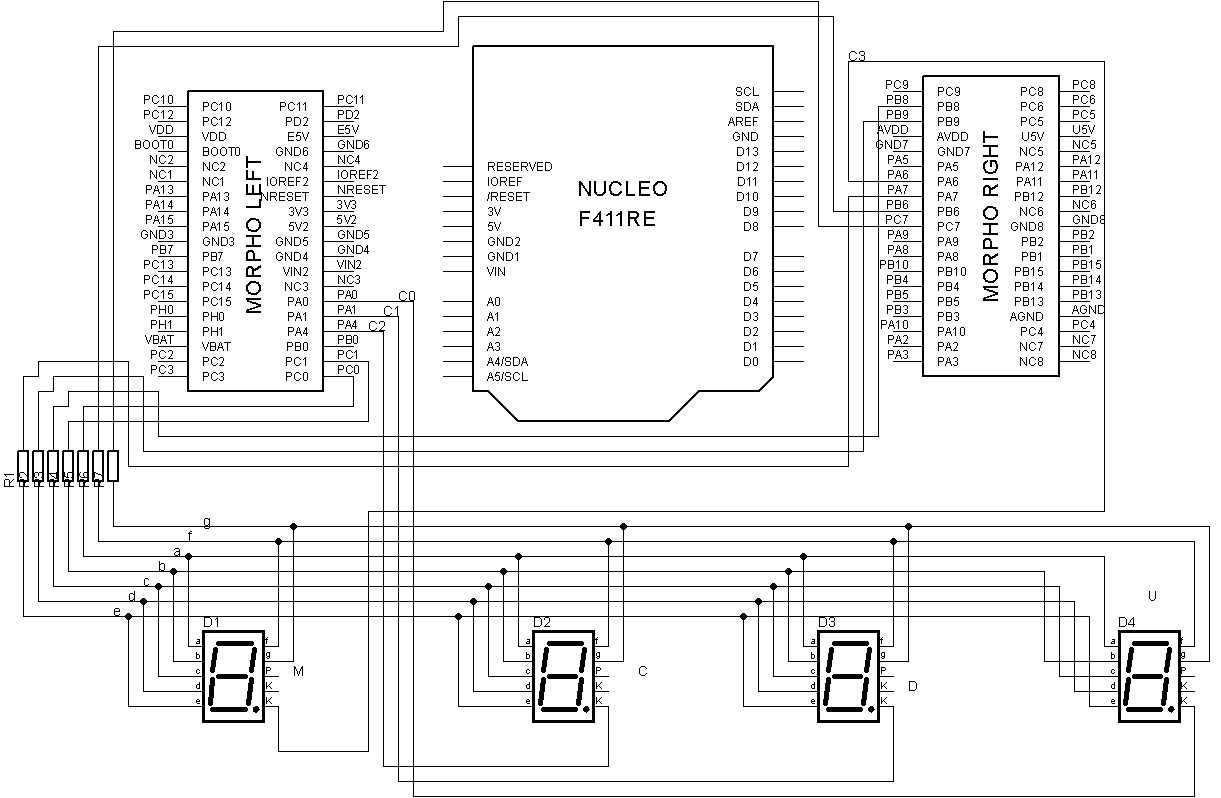 C3
MORPHO LEFT
PC10 PC10 PC11 PC11
PC12 PC12 PD2 PD2
VDD VDD E5V E5V
BOOT0 BOOT0 GND6 GND6
NC2 NC2 NC4 NC4
NC1 NC1 IOREF2 IOREF2
PA13 PA13 NRESET NRESET
PA14 PA14 3V3 3V3
PA15 PA15 5V2 5V2
GND3 GND3 GND5 GND5
PB7 PB7 GND4 GND4
PC13 PC13 VIN2 VIN2
PC14 PC14 NC3 NC3
PC15 PC15 PA0 PA0 C0
PH0 PH0 PA1 PA1 C1
PH1 PH1 PA4 PA4 C2
VBAT VBAT PB0 PB0
PC2 PC2 PC1 PC1
PC3 PC3 PC0 PC0
NUCLEO
F411RE
SCL
SDA
AREF
GND
D13
RESERVED D12
IOREF D11
/RESET D10
3V D9
5V D8
GND2
GND1 D7
VIN D6
D5
A0 D4
A1 D3
A2 D2
A3 D1
A4/SDA D0
A5/SCL
MORPHO RIGHT
PC9 PC9 PC8 PC8
PB8 PB8 PC6 PC6
PB9 PB9 PC5 PC5
AVDD AVDD U5V U5V
GND7 GND7 NC5 NC5
PA5 PA5 PA12 PA12
PA6 PA6 PA11 PA11
PA7 PA7 PB12 PB12
PB6 PB6 NC6 NC6
PC7 PC7 GND8 GND8
PA9 PA9 PB2 PB2
PA8 PA8 PB1 PB1
PB10 PB10 PB15 PB15
PB4 PB4 PB14 PB14
PB5 PB5 PB13 PB13
PB3 PB3 AGND AGND
PA10 PA10 PC4 PC4
PA2 PA2 NC7 NC7
PA3 PA3 NC8 NC8
R1 R2 R3 R4 R5 R6 R7
g
f
a
b
c
d
e
D1 D2 D3 D4
U
a f a f a f a f
b g b g b g b g
c P c P c P c P
M C D
d K d K d K d K
e K e K e K e K